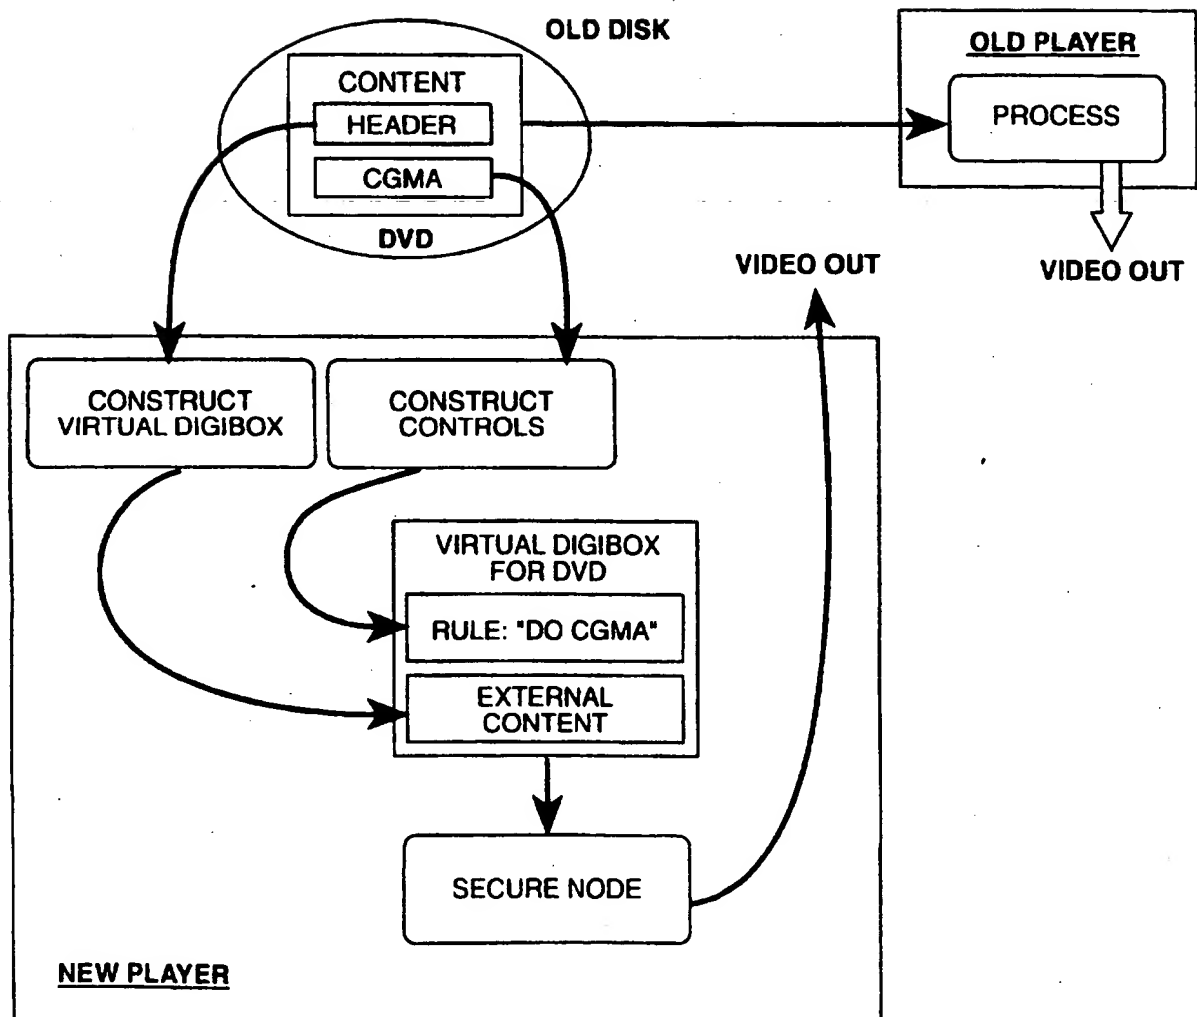 OLD DISK
CONTENT
HEADER
CGMA
DVD
OLD PLAYER
PROCESS
VIDEO OUT
VIDEO OUT
CONSTRUCT
VIRTUAL DIGIBOX
CONSTRUCT
CONTROLS
VIRTUAL DIGIBOX
FOR DVD
RULE: "DO CGMA"
EXTERNAL
CONTENT
SECURE NODE
NEW PLAYER